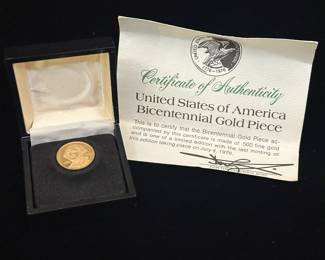 1776-1976
Certificate of Authenticity
United States of America
Bicentennial Gold Piece
This is to certify that the Bicentennial Gold Piece ac-
companied by this certificate is made of .500 fine gold
and is one of a limited edition with the last minting of
this edition taking place on July 4, 1976.